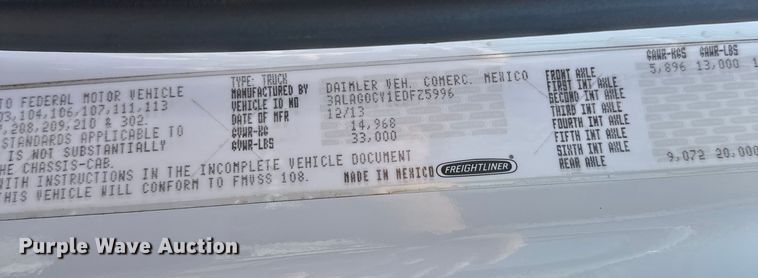 TO FEDERAL MOTOR VEHICLE
03,104,106,107,111,113
,208,209,210 & 302.
STANDARDS APPLICABLE TO
IS NOT SUBSTANTIALLY
THE CHASSIS-CAB.
WITH INSTRUCTIONS IN THE INCOMPLETE VEHICLE DOCUMENT
THIS VEHICLE WILL CONFORM TO FMVSS 108.
TYPE: TRUCK
MANUFACTURED BY DAIMLER VEH. COMERC. MEXICO
VEHICLE ID NO 3ALAG0CY1EDFZ5996
DATE OF MFR 12/13
GVWR-KG 14,968
GVWR-LBS 33,000
MADE IN MEXICO
FREIGHTLINER
GAWR-KGS GAWR-LBS
FRONT AXLE 5,896 13,000
FIRST INT AXLE
SECOND INT AXLE
THIRD INT AXLE
FOURTH INT AXLE
FIFTH INT AXLE
SIXTH INT AXLE
REAR AXLE 9,072 20,000
Purple Wave Auction